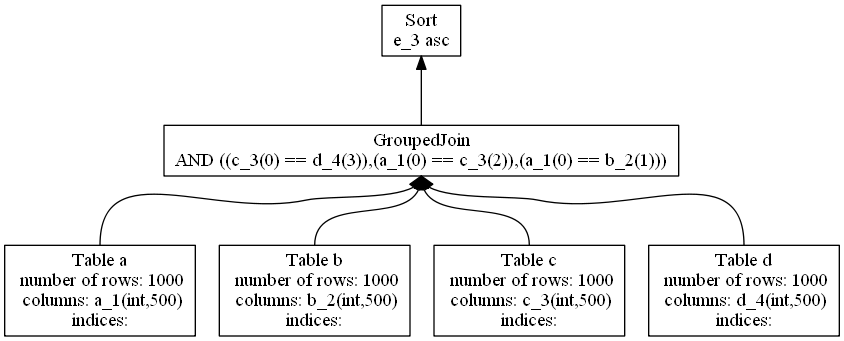 Sort
e_3 asc
GroupedJoin
AND ((c_3(0) == d_4(3)),(a_1(0) == c_3(2)),(a_1(0) == b_2(1)))
Table a
number of rows: 1000
columns: a_1(int,500)
indices:
Table b
number of rows: 1000
columns: b_2(int,500)
indices:
Table c
number of rows: 1000
columns: c_3(int,500)
indices:
Table d
number of rows: 1000
columns: d_4(int,500)
indices: